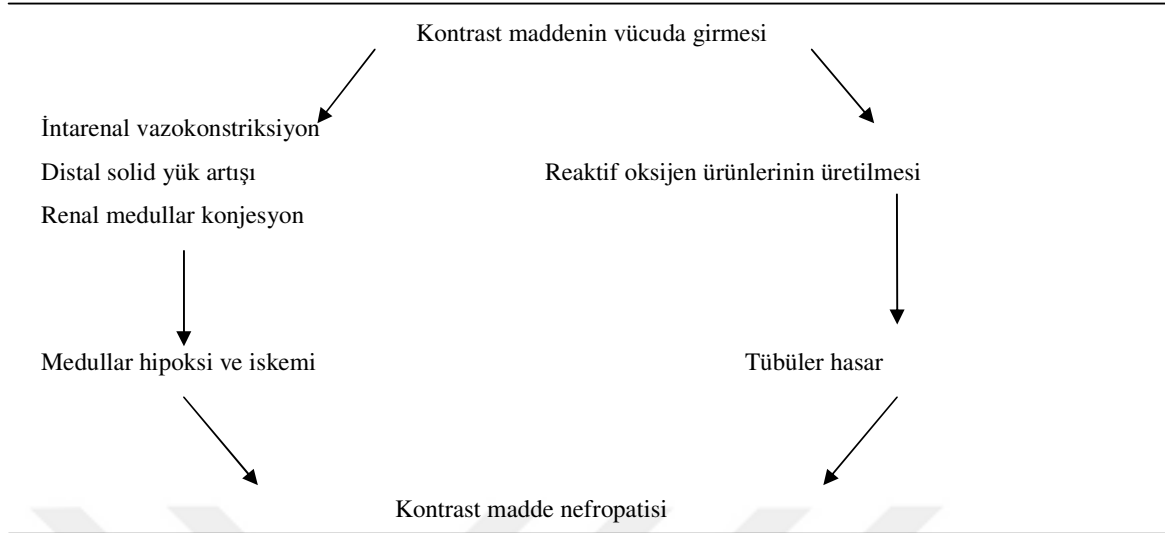 Kontrast maddenin vücuda girmesi
İntarenal vazokonstriksiyon
Distal solid yük artışı
Reaktif oksijen ürünlerinin üretilmesi
Renal medullar konjesyon
Medullar hipoksi ve iskemi
Tübüler hasar
Kontrast madde nefropatisi